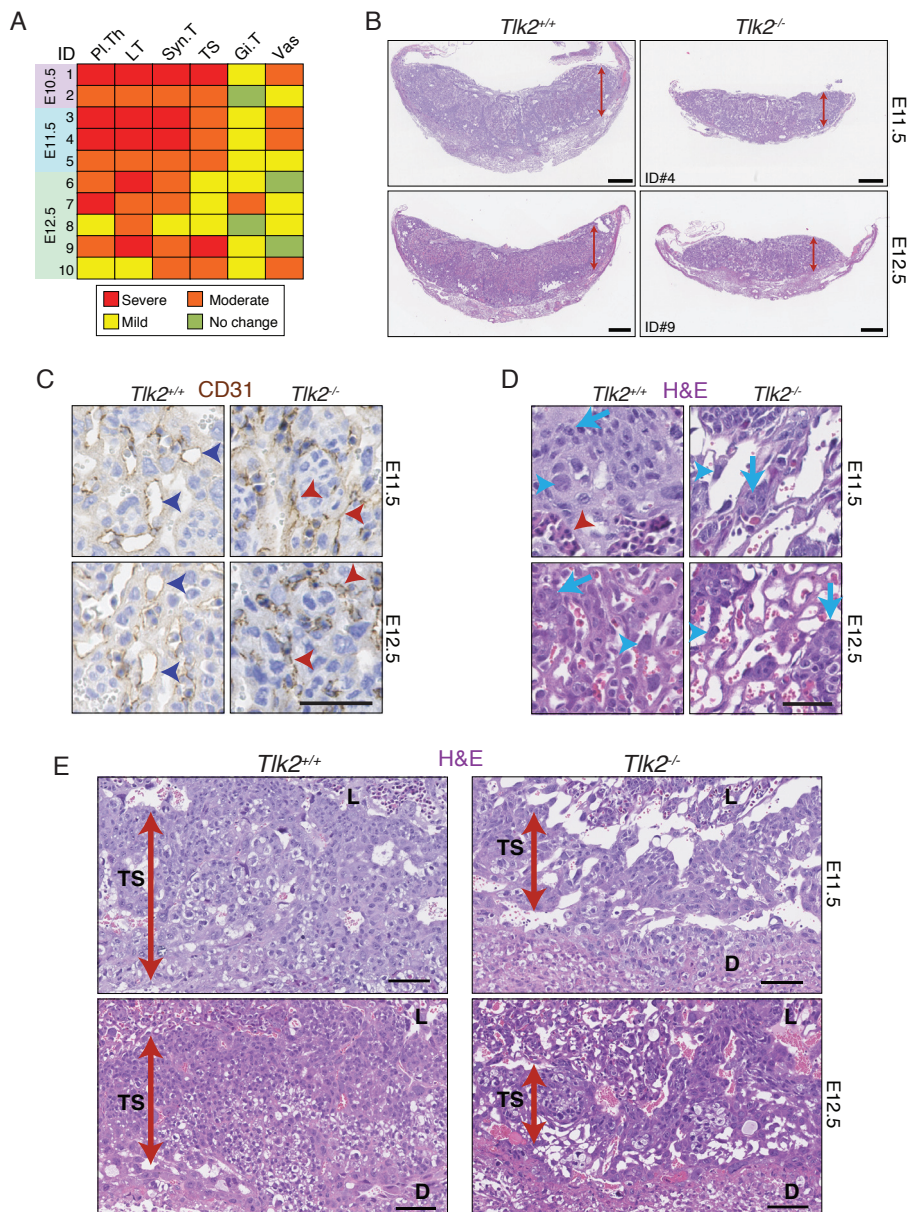 A
ID
Pl.Th LT Syn.T TS Gi.T Vas
E10.5
E11.5
E12.5
1
2
3
4
5
6
7
8
9
10
Severe Moderate
Mild No change
B
Tlk2+/+ Tlk2-/-
E11.5
ID#4
E12.5
ID#9
C
Tlk2+/+ CD31 Tlk2-/-
E11.5
E12.5
D
Tlk2+/+ H&E Tlk2-/-
E11.5
E12.5
E
Tlk2+/+ H&E Tlk2-/-
L
TS
L
TS
D
E11.5
L
TS
D
L
TS
D
E12.5